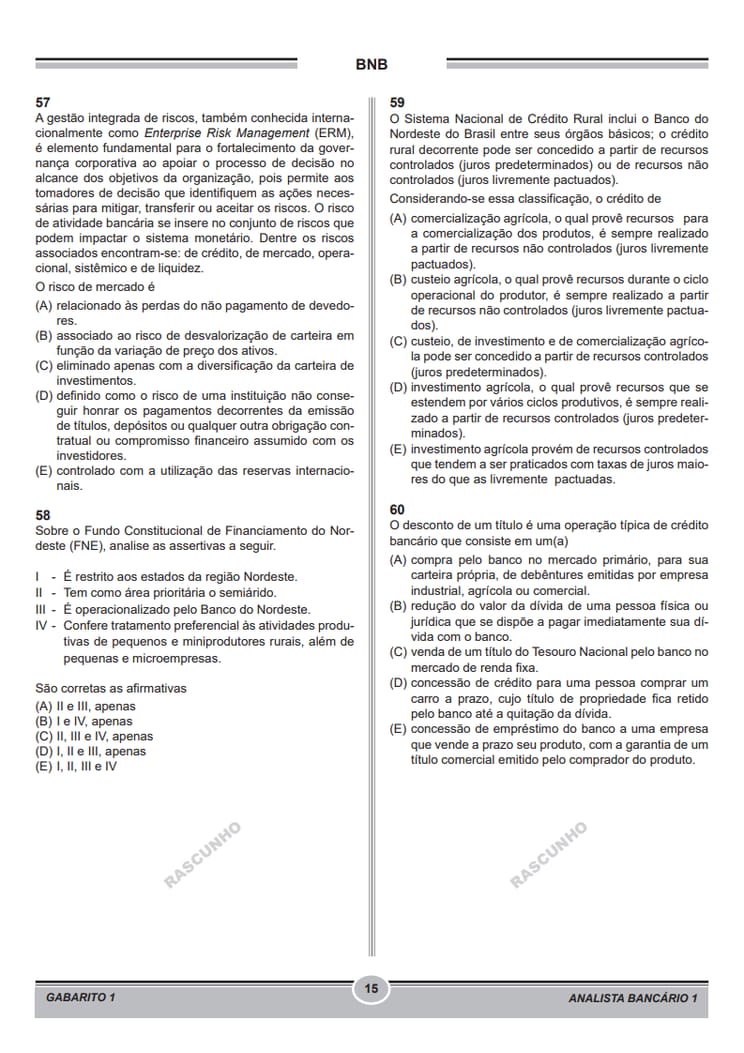 BNB
57
A gestão integrada de riscos, também conhecida interna-
cionalmente como Enterprise Risk Management (ERM),
é elemento fundamental para o fortalecimento da gover-
nança corporativa ao apoiar o processo de decisão no
alcance dos objetivos da organização, pois permite aos
tomadores de decisão que identifiquem as ações neces-
sárias para mitigar, transferir ou aceitar os riscos. O risco
de atividade bancária se insere no conjunto de riscos que
podem impactar o sistema monetário. Dentre os riscos
associados encontram-se: de crédito, de mercado, opera-
cional, sistêmico e de liquidez.
O risco de mercado é
(A) relacionado às perdas do não pagamento de devedo-
res.
(B) associado ao risco de desvalorização de carteira em
função da variação de preço dos ativos.
(C) eliminado apenas com a diversificação da carteira de
investimentos.
(D) definido como o risco de uma instituição não conse-
guir honrar os pagamentos decorrentes da emissão
de títulos, depósitos ou qualquer outra obrigação con-
tratual ou compromisso financeiro assumido com os
investidores.
(E) controlado com a utilização das reservas internacio-
nais.
58
Sobre o Fundo Constitucional de Financiamento do Nor-
deste (FNE), analise as assertivas a seguir.
I - É restrito aos estados da região Nordeste.
II - Tem como área prioritária o semiárido.
III - É operacionalizado pelo Banco do Nordeste.
IV - Confere tratamento preferencial às atividades produ-
tivas de pequenos e miniprodutores rurais, além de
pequenas e microempresas.
São corretas as afirmativas
(A) II e III, apenas
(B) I e IV, apenas
(C) II, III e IV, apenas
(D) I, II e III, apenas
(E) I, II, III e IV
RASCUNHO
59
O Sistema Nacional de Crédito Rural inclui o Banco do
Nordeste do Brasil entre seus órgãos básicos; o crédito
rural decorrente pode ser concedido a partir de recursos
controlados (juros predeterminados) ou de recursos não
controlados (juros livremente pactuados).
Considerando-se essa classificação, o crédito de
(A) comercialização agrícola, o qual provê recursos para
a comercialização dos produtos, é sempre realizado
a partir de recursos não controlados (juros livremente
pactuados).
(B) custeio agrícola, o qual provê recursos durante o ciclo
operacional do produtor, é sempre realizado a partir
de recursos não controlados (juros livremente pactua-
dos).
(C) custeio, de investimento e de comercialização agríco-
la pode ser concedido a partir de recursos controlados
(juros predeterminados).
(D) investimento agrícola, o qual provê recursos que se
estendem por vários ciclos produtivos, é sempre reali-
zado a partir de recursos controlados (juros predeter-
minados).
(E) investimento agrícola provém de recursos controlados
que tendem a ser praticados com taxas de juros maio-
res do que as livremente pactuadas.
60
O desconto de um título é uma operação típica de crédito
bancário que consiste em um(a)
(A) compra pelo banco no mercado primário, para sua
carteira própria, de debêntures emitidas por empresa
industrial, agrícola ou comercial.
(B) redução do valor da dívida de uma pessoa física ou
jurídica que se dispõe a pagar imediatamente sua dí-
vida com o banco.
(C) venda de um título do Tesouro Nacional pelo banco no
mercado de renda fixa.
(D) concessão de crédito para uma pessoa comprar um
carro a prazo, cujo título de propriedade fica retido
pelo banco até a quitação da dívida.
(E) concessão de empréstimo do banco a uma empresa
que vende a prazo seu produto, com a garantia de um
título comercial emitido pelo comprador do produto.
RASCUNHO
GABARITO 1
15
ANALISTA BANCÁRIO 1